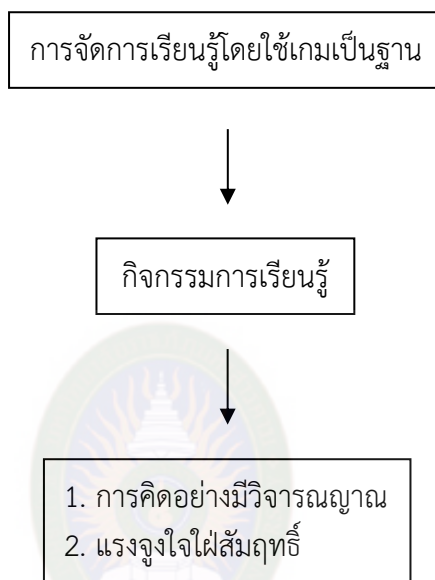 การจัดการเรียนรู้โดยใช้เกมเป็นฐาน
กิจกรรมการเรียนรู้
1. การคิดอย่างมีวิจารณญาณ
2. แรงจูงใจใฝ่สัมฤทธิ์